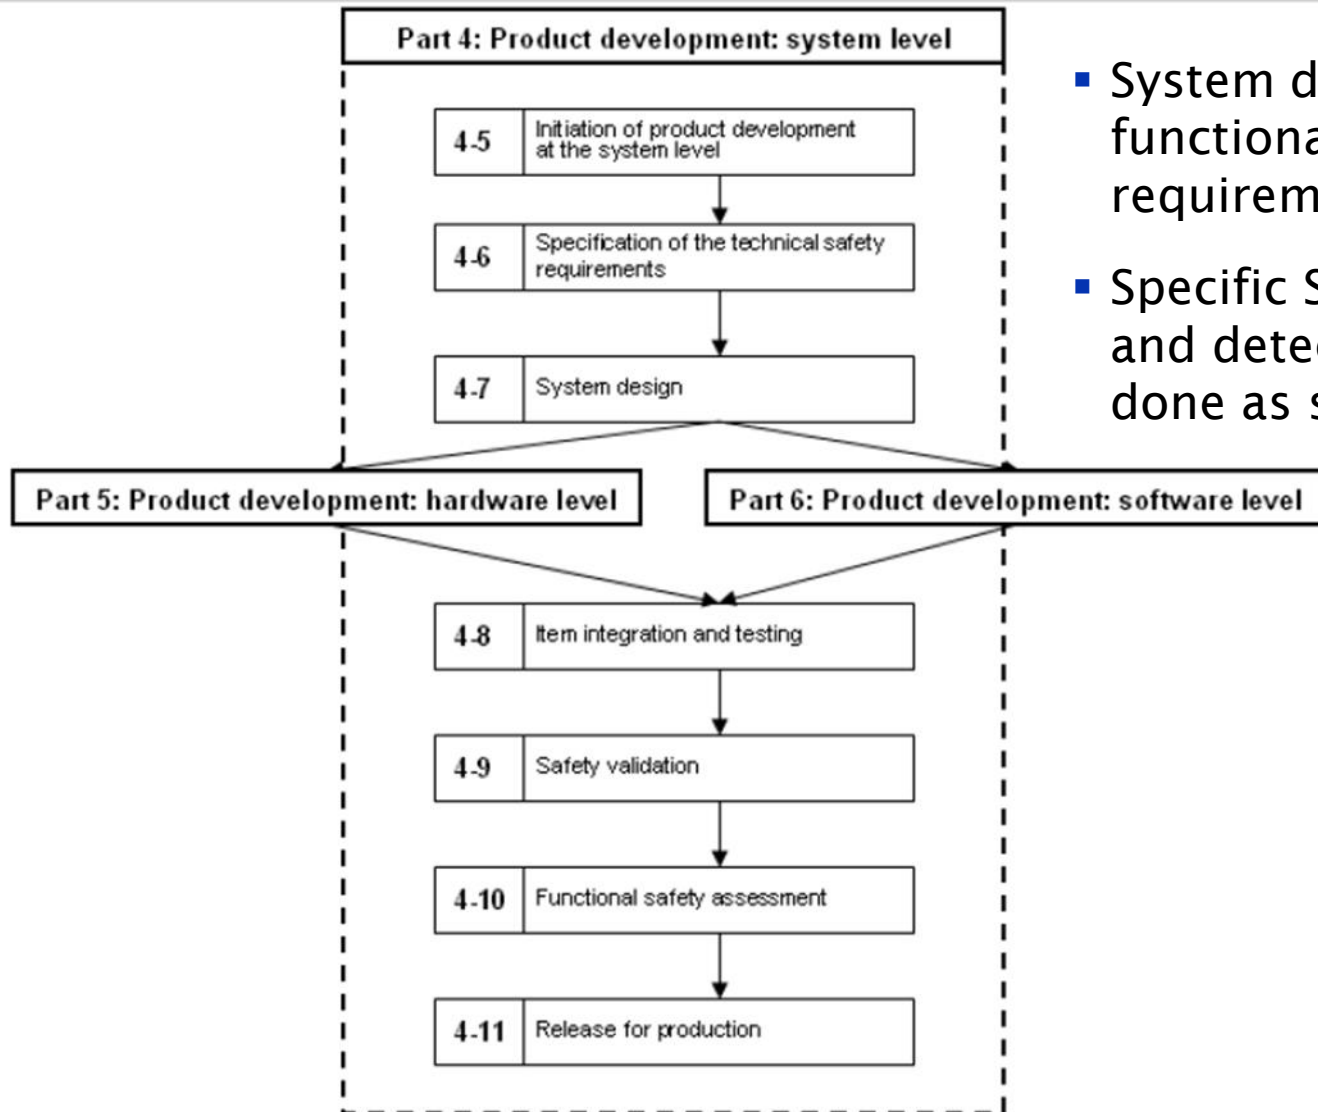 Part 4: Product development: system level
4-5
Initiation of product development
at the system level
4-6
Specification of the technical safety
requirements
4-7
System design
Part 5: Product development: hardware level
Part 6: Product development: software level
4-8
Item integration and testing
4-9
Safety validation
4-10
Functional safety assessment
4-11
Release for production
▪ System d
functiona
requirem
▪ Specific S
and dete
done as s